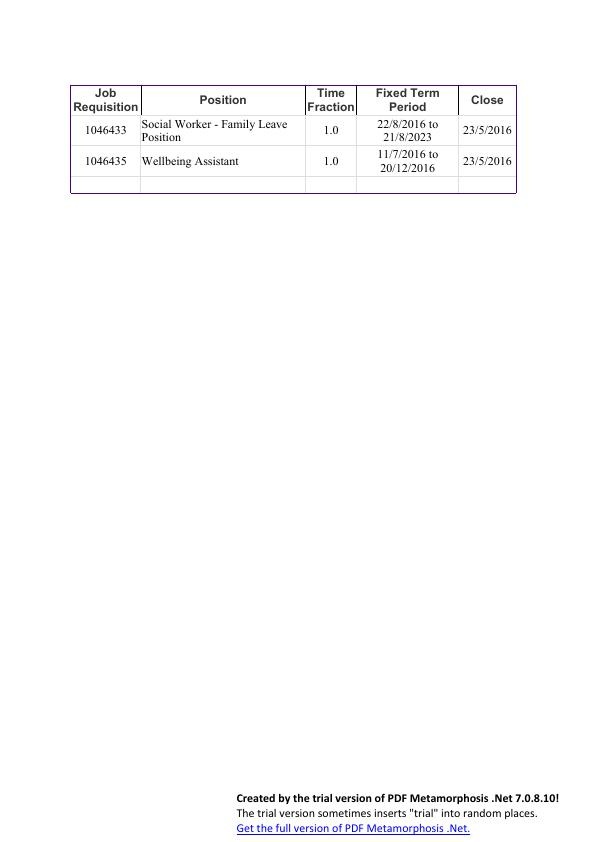 Job Requisition Position Time Fraction Fixed Term Period Close
1046433 Social Worker - Family Leave Position 1.0 22/8/2016 to 21/8/2023 23/5/2016
1046435 Wellbeing Assistant 1.0 11/7/2016 to 20/12/2016 23/5/2016
Created by the trial version of PDF Metamorphosis .Net 7.0.8.10!
The trial version sometimes inserts "trial" into random places.
Get the full version of PDF Metamorphosis .Net.